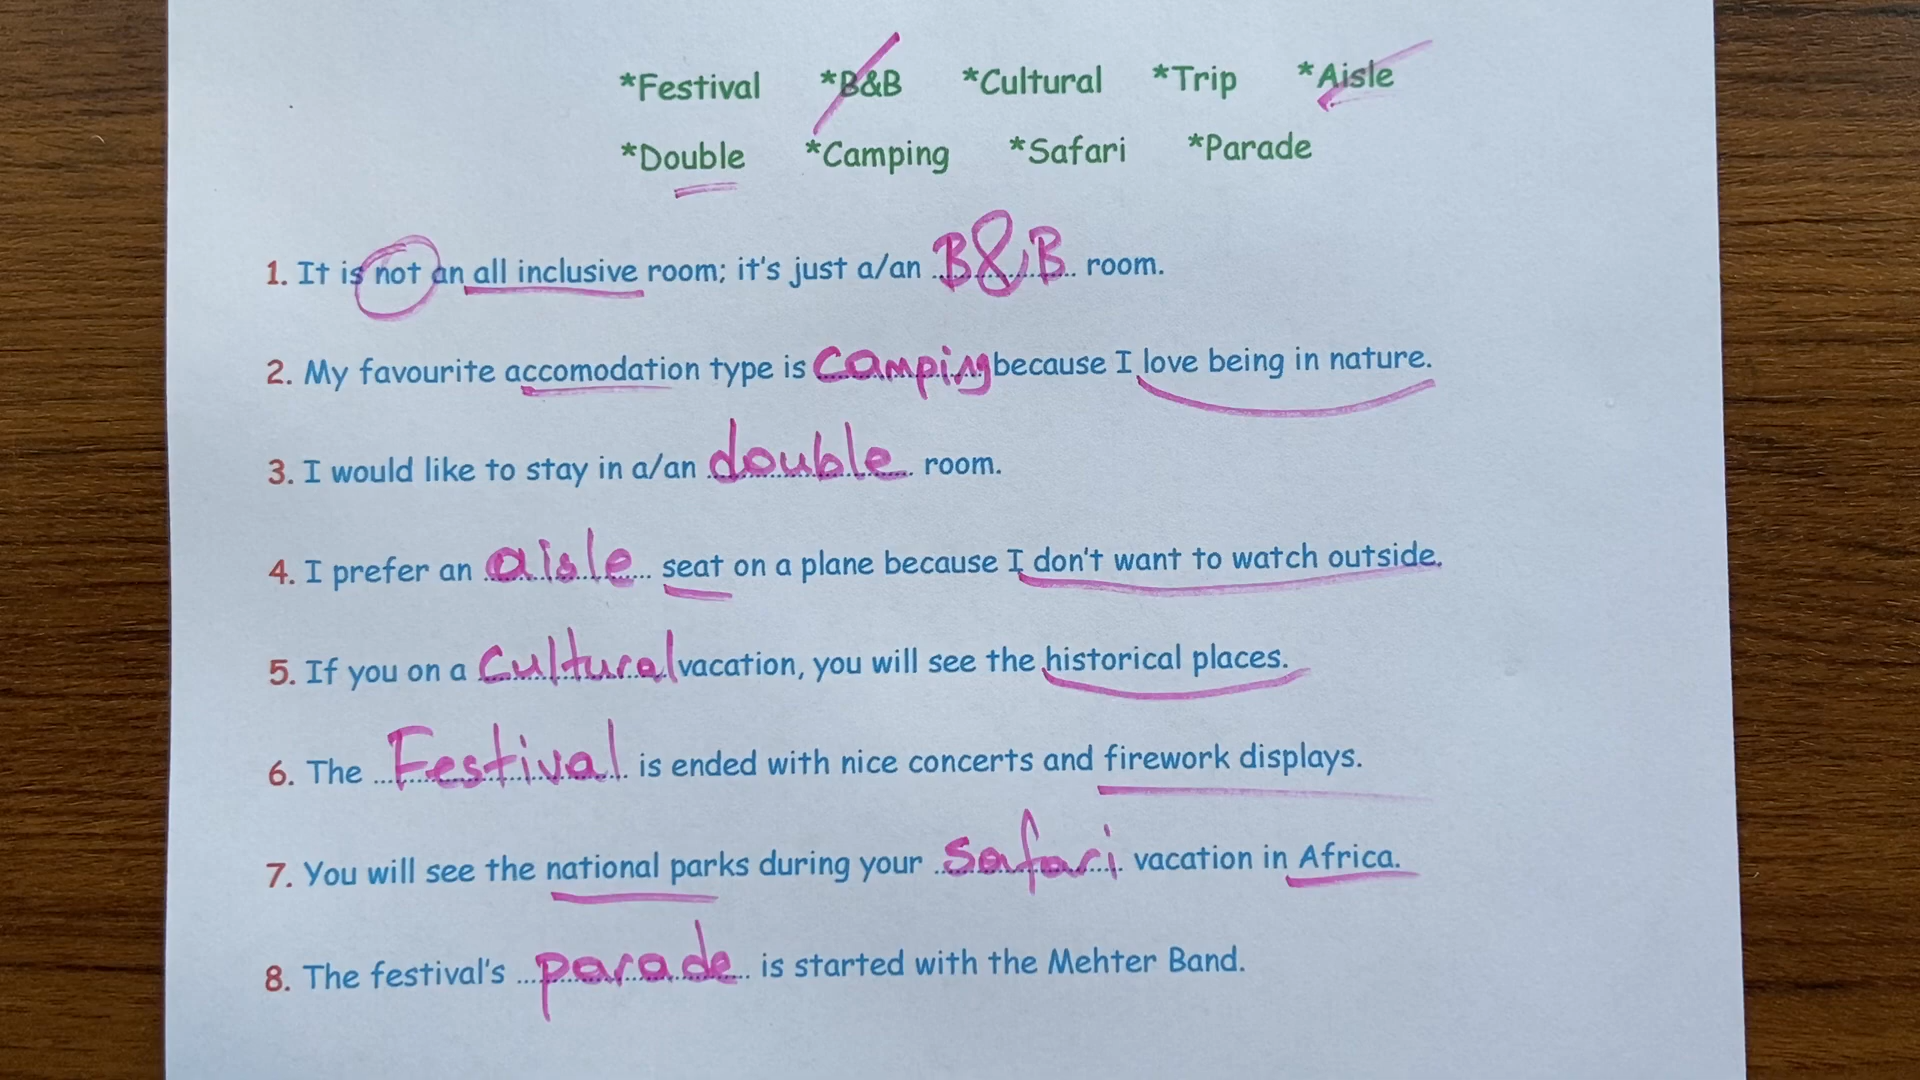 *Festival *B&B *Cultural *Trip *Aisle
*Double *Camping *Safari *Parade
1. It is not an all inclusive room; it's just a/an B&B room.
2. My favourite accomodation type is camping because I love being in nature.
3. I would like to stay in a/an double room.
4. I prefer an aisle seat on a plane because I don't want to watch outside.
5. If you on a cultural vacation, you will see the historical places.
6. The Festival is ended with nice concerts and firework displays.
7. You will see the national parks during your safari vacation in Africa.
8. The festival's parade is started with the Mehter Band.